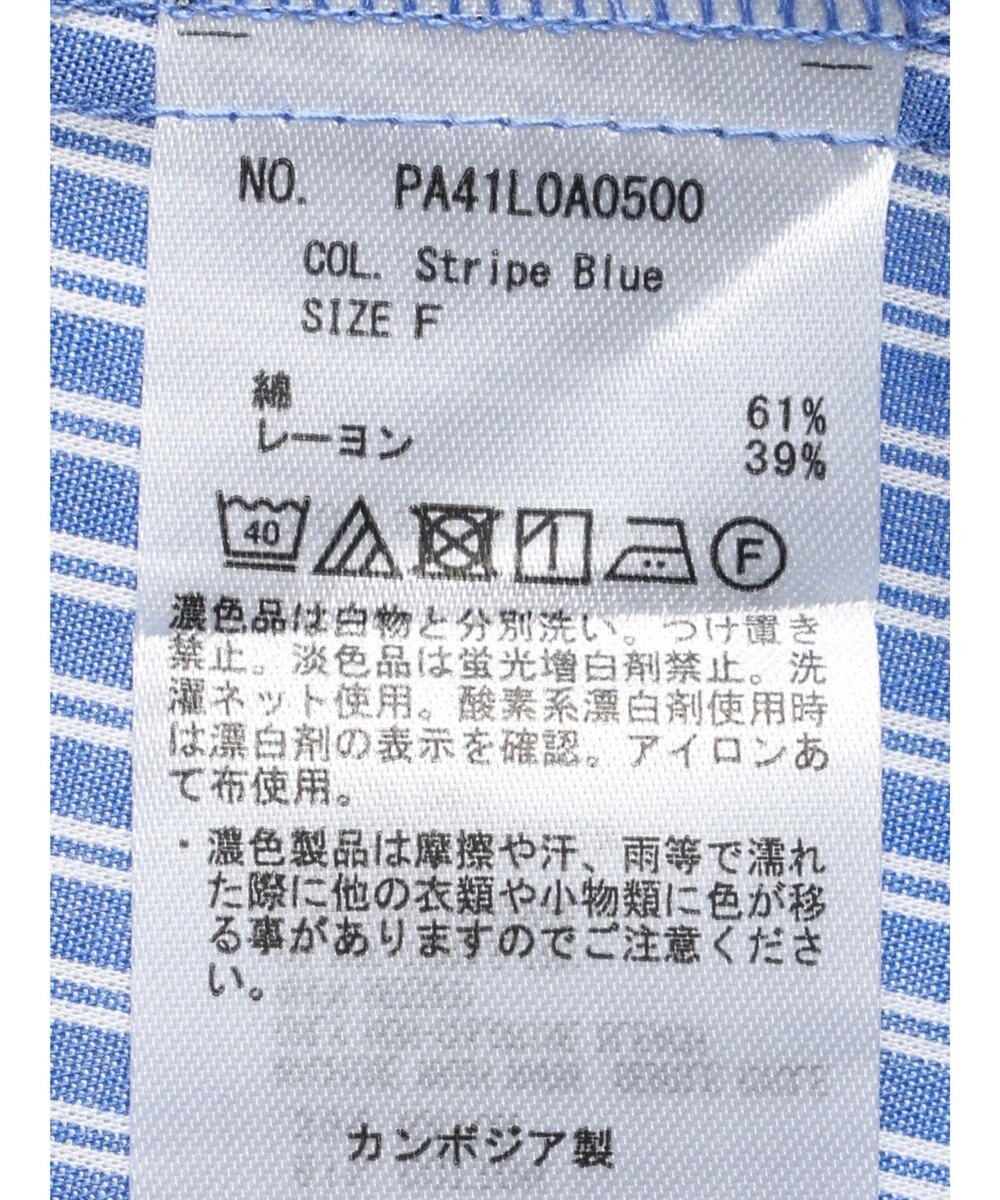 NO. PA41L0A0500
COL. Stripe Blue
SIZE F
綿 61%
レーヨン 39%
40
F
濃色品は白物と分別洗い。つけ置き
禁止。淡色品は蛍光増白剤禁止。洗
濯ネット使用。酸素系漂白剤使用時
は漂白剤の表示を確認。アイロンあ
て布使用。
・濃色製品は摩擦や汗、雨等で濡れ
た際に他の衣類や小物類に色が移
る事がありますのでご注意くださ
い。
カンボジア製